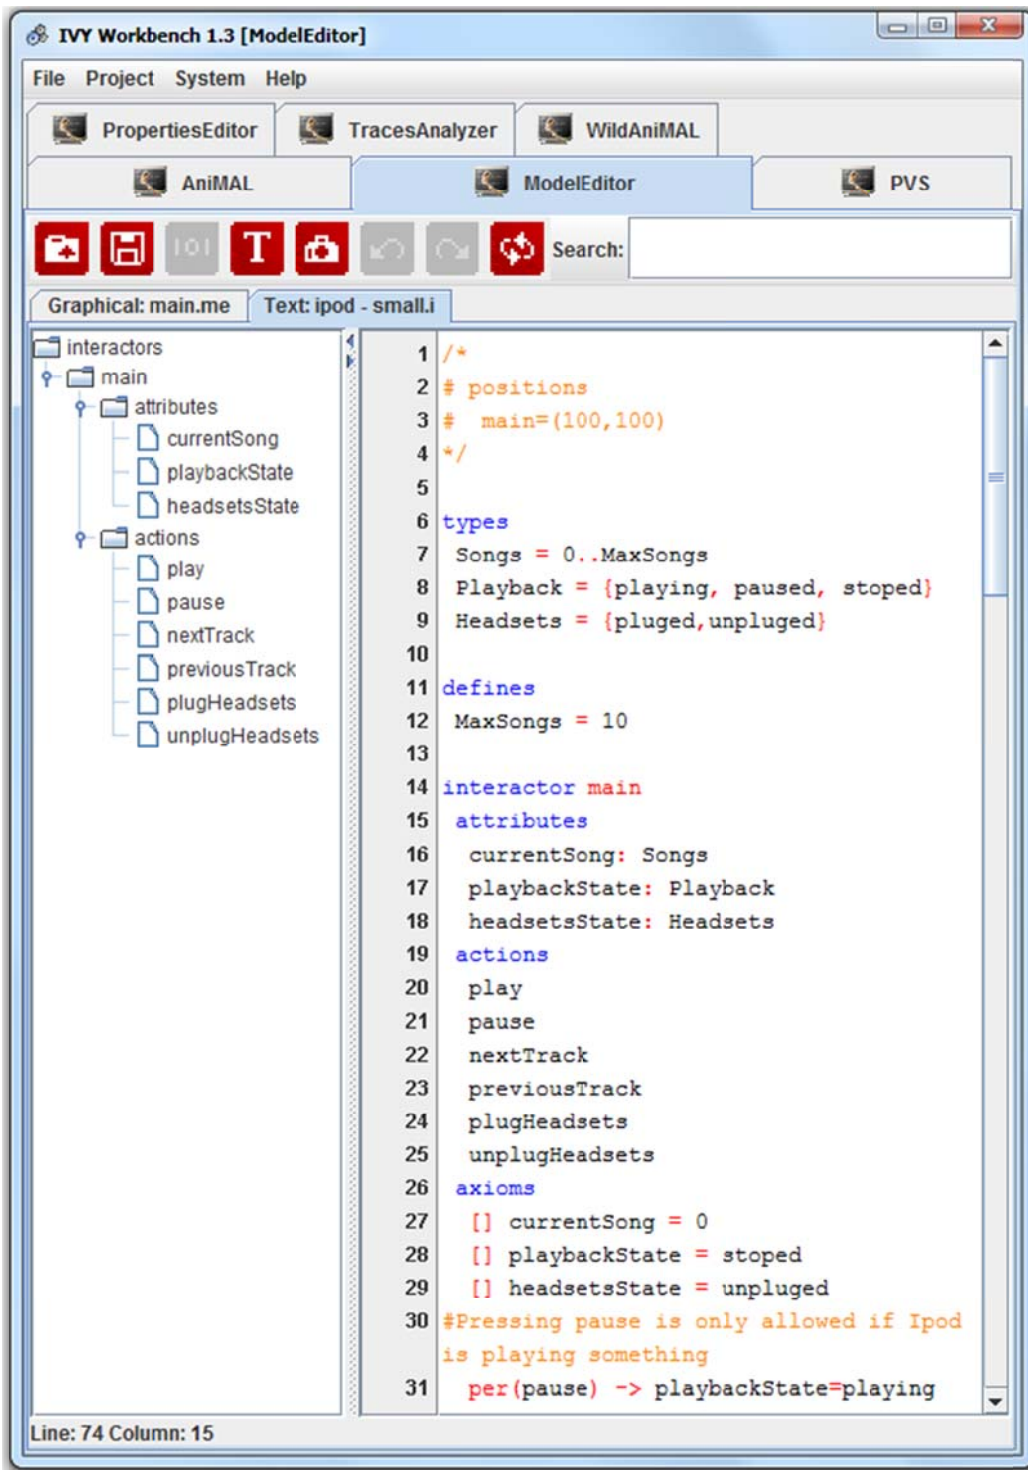 IVY Workbench 1.3 [ModelEditor]
File Project System Help
PropertiesEditor TracesAnalyzer WildAniMAL
AniMAL ModelEditor PVS
101 T Search:
Graphical: main.me Text: ipod - small.i
interactors
main
attributes
currentSong
playbackState
headsetsState
actions
play
pause
nextTrack
previousTrack
plugHeadsets
unplugHeadsets
1 /*
2 # positions
3 #  main=(100,100)
4 */
5
6 types
7 Songs = 0..MaxSongs
8 Playback = {playing, paused, stoped}
9 Headsets = {pluged,unpluged}
10
11 defines
12 MaxSongs = 10
13
14 interactor main
15 attributes
16 currentSong: Songs
17 playbackState: Playback
18 headsetsState: Headsets
19 actions
20 play
21 pause
22 nextTrack
23 previousTrack
24 plugHeadsets
25 unplugHeadsets
26 axioms
27 [] currentSong = 0
28 [] playbackState = stoped
29 [] headsetsState = unpluged
30 #Pressing pause is only allowed if Ipod
is playing something
31 per(pause) -> playbackState=playing
Line: 74 Column: 15